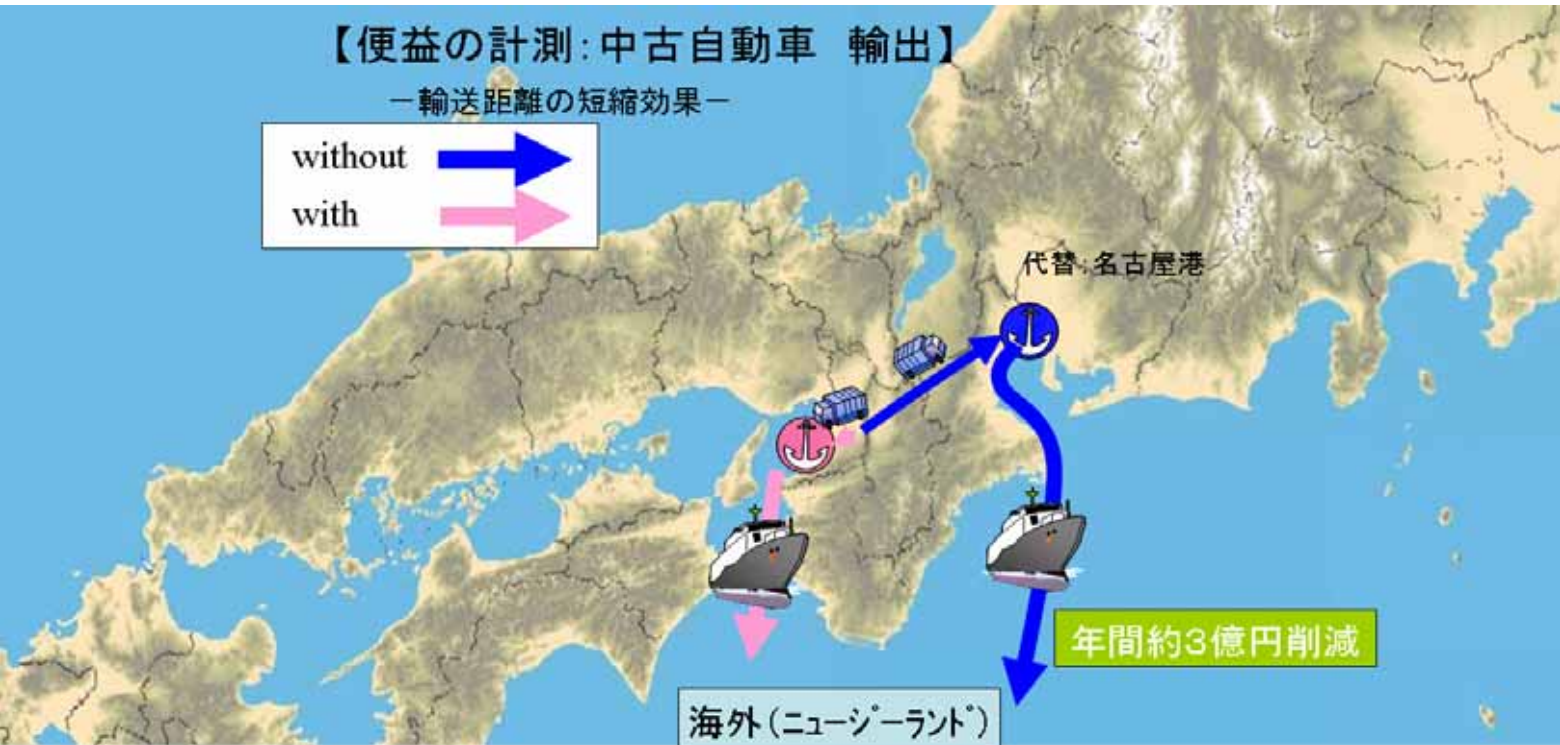 【便益の計測:中古自動車　輸出】
－輸送距離の短縮効果－
without
with
代替:名古屋港
年間約3億円削減
海外(ﾆｭｰｼﾞｰﾗﾝﾄﾞ)